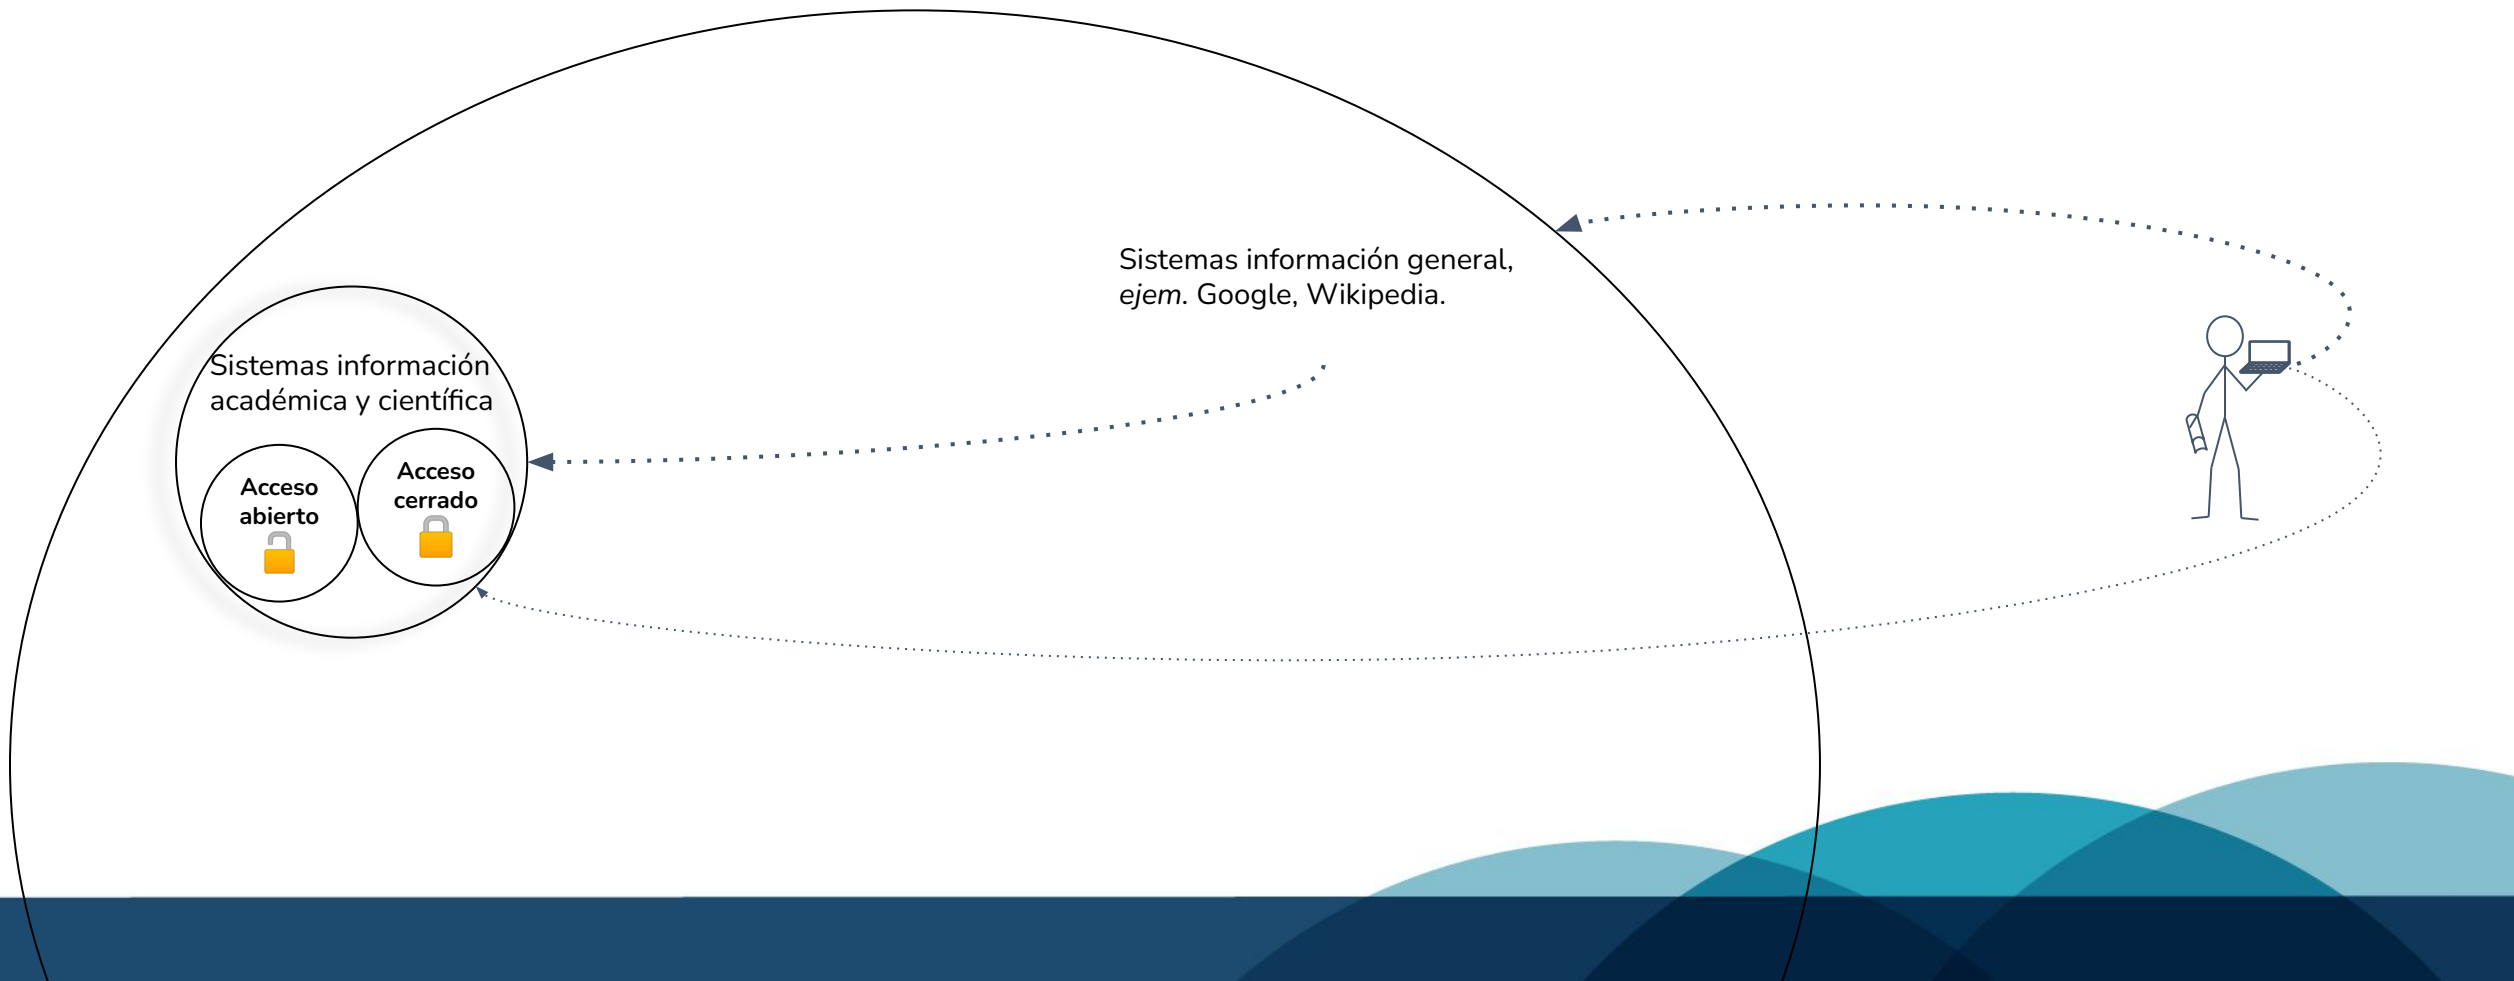 Sistemas información general,
ejem. Google, Wikipedia.
Sistemas información
académica y científica
Acceso
abierto
Acceso
cerrado